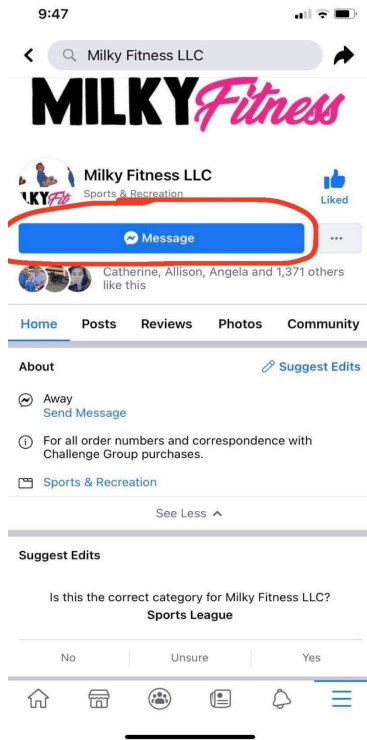 9:47
Milky Fitness LLC
MILKY Fitness
Milky Fitness LLC
Sports & Recreation
Liked
Message
Catherine, Allison, Angela and 1,371 others
like this
Home Posts Reviews Photos Community
About
Suggest Edits
Away
Send Message
For all order numbers and correspondence with
Challenge Group purchases.
Sports & Recreation
See Less
Suggest Edits
Is this the correct category for Milky Fitness LLC?
Sports League
No Unsure Yes